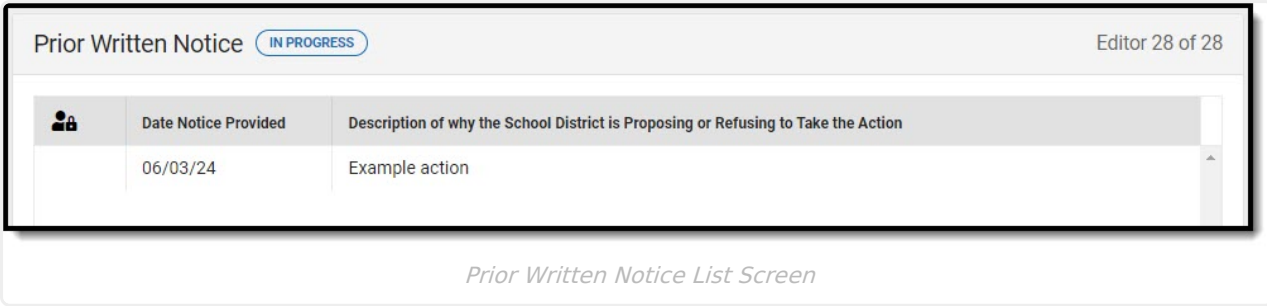 Prior Written Notice IN PROGRESS Editor 28 of 28
Date Notice Provided Description of why the School District is Proposing or Refusing to Take the Action
06/03/24 Example action
Prior Written Notice List Screen